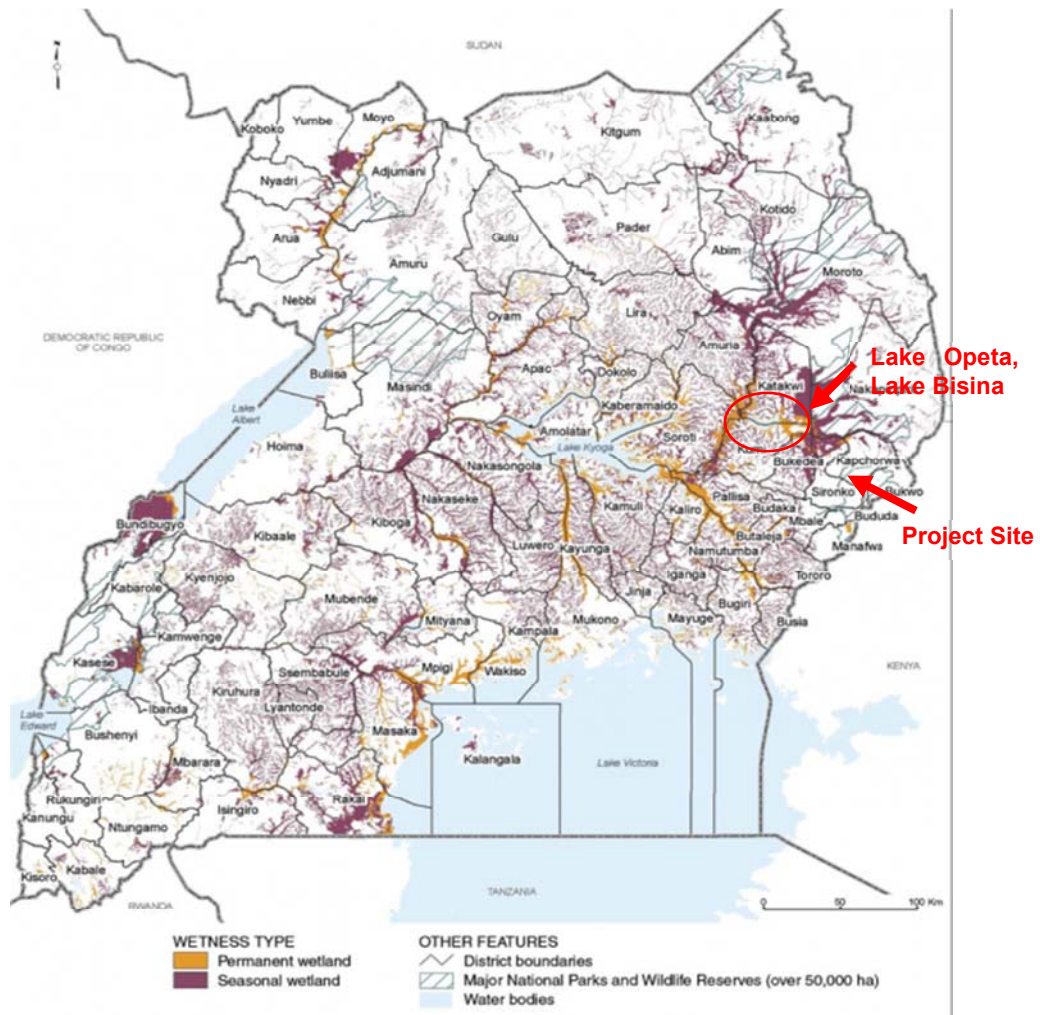 N
SUDAN
Koboko
Yumbe
Moyo
Kaabong
Kitgum
Nyadri
Adjumani
Kotido
Arua
Gulu
Pader
Abim
Amuru
Moroto
Nebbi
Oyam
Lira
DEMOCRATIC REPUBLIC
OF CONGO
Amuria
Lake Opeta,
Lake Bisina
Buliisa
Apac
Dokolo
Katakwi
Masindi
Kaberamaido
Lake
Albert
Amolatar
Soroti
Hoima
Lake Kyoga
Nakasongola
Bukedea
Kapchorwa
Nakaseke
Pallisa
Sironko
Bukwo
Bundibugyo
Kiboga
Kamuli
Kaliro
Budaka
Bududa
Kibaale
Mbale
Luwero
Kayunga
Butaleja
Manafwa
Project Site
Kyenjojo
Namutumba
Kabarole
Iganga
Tororo
Mubende
Jinja
Kamwenge
Mityana
Mukono
Mayuge
Bugiri
Busia
Kampala
Kasese
Ssembabule
Mpigi
Wakiso
KENYA
Kiruhura
Lyantonde
Ibanda
Lake
Edward
Bushenyi
Masaka
Mbarara
Kalangala
Lake Victoria
Rukungiri
Rakai
Kanungu
Isingiro
Ntungamo
Kabale
Kisoro
TANZANIA
RWANDA
0 50 100 Km
WETNESS TYPE
Permanent wetland
Seasonal wetland
OTHER FEATURES
District boundaries
Major National Parks and Wildlife Reserves (over 50,000 ha)
Water bodies